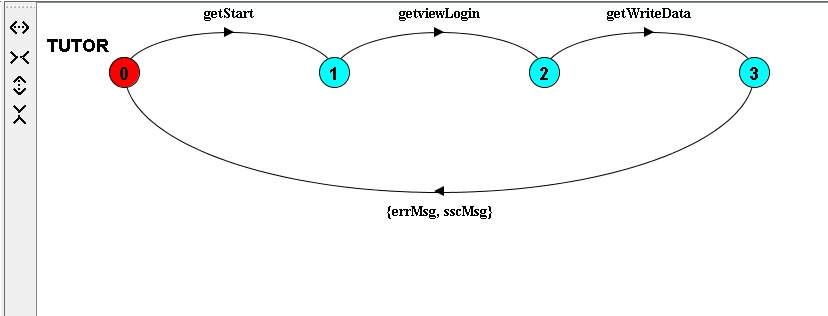 getStart getviewLogin getWriteData
TUTOR
0 1 2 3
{errMsg, sscMsg}